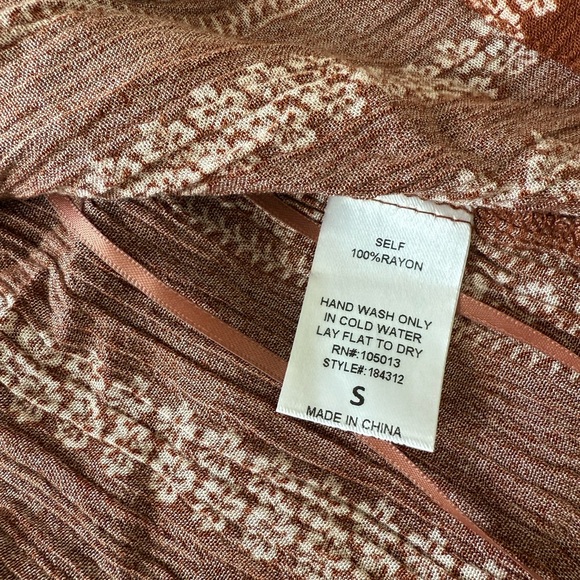 SELF
100%RAYON
HAND WASH ONLY
IN COLD WATER
LAY FLAT TO DRY
RN#:105013
STYLE#:184312
S
MADE IN CHINA